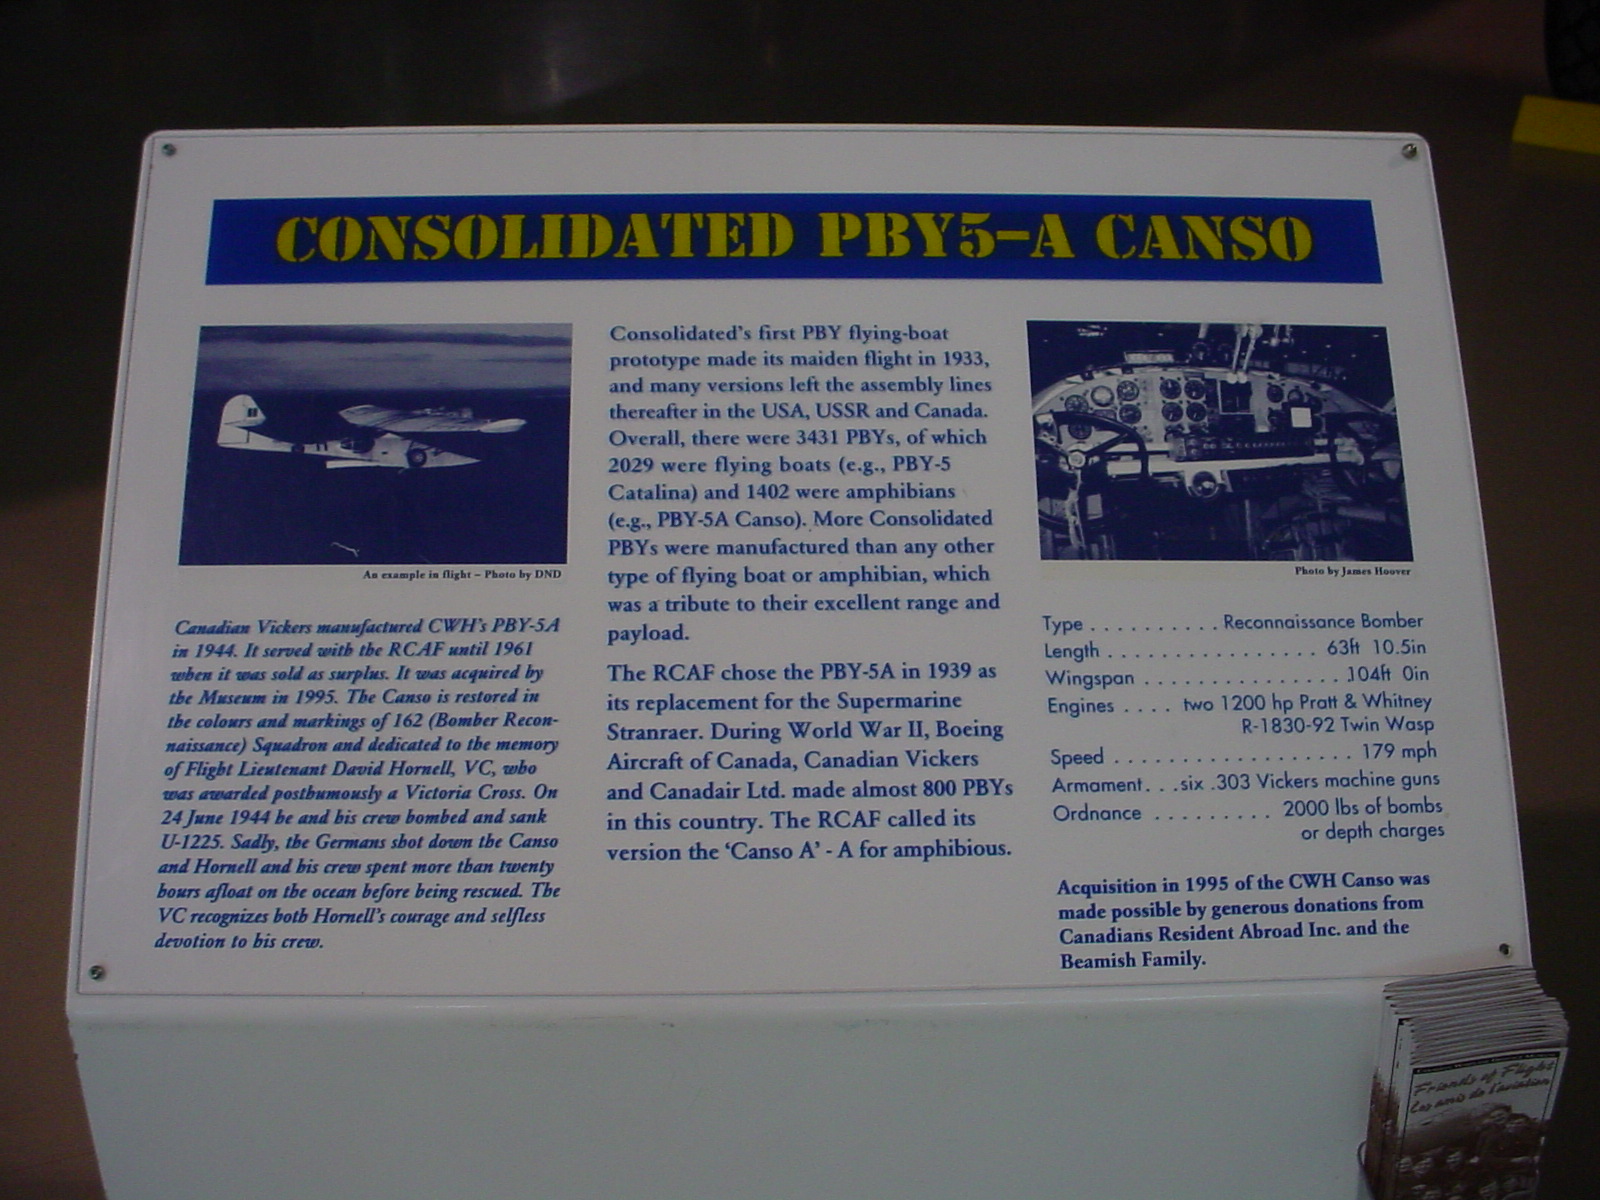 CONSOLIDATED PBY5-A CANSO
An example in flight – Photo by DND
Canadian Vickers manufactured CWH's PBY-5A
in 1944. It served with the RCAF until 1961
when it was sold as surplus. It was acquired by
the Museum in 1995. The Canso is restored in
the colours and markings of 162 (Bomber Recon-
naissance) Squadron and dedicated to the memory
of Flight Lieutenant David Hornell, VC, who
was awarded posthumously a Victoria Cross. On
24 June 1944 he and his crew bombed and sank
U-1225. Sadly, the Germans shot down the Canso
and Hornell and his crew spent more than twenty
hours afloat on the ocean before being rescued. The
VC recognizes both Hornell's courage and selfless
devotion to his crew.
Consolidated's first PBY flying-boat
prototype made its maiden flight in 1933,
and many versions left the assembly lines
thereafter in the USA, USSR and Canada.
Overall, there were 3431 PBYs, of which
2029 were flying boats (e.g., PBY-5
Catalina) and 1402 were amphibians
(e.g., PBY-5A Canso). More Consolidated
PBYs were manufactured than any other
type of flying boat or amphibian, which
was a tribute to their excellent range and
payload.
The RCAF chose the PBY-5A in 1939 as
its replacement for the Supermarine
Stranraer. During World War II, Boeing
Aircraft of Canada, Canadian Vickers
and Canadair Ltd. made almost 800 PBYs
in this country. The RCAF called its
version the 'Canso A' - A for amphibious.
Photo by James Hoover
Type . . . . . . . . . . Reconnaissance Bomber
Length . . . . . . . . . . . . . . . . 63ft 10.5in
Wingspan . . . . . . . . . . . . . . . 104ft 0in
Engines . . . . two 1200 hp Pratt & Whitney
R-1830-92 Twin Wasp
Speed . . . . . . . . . . . . . . . . . . 179 mph
Armament . . .six .303 Vickers machine guns
Ordnance . . . . . . . . . 2000 lbs of bombs
or depth charges
Acquisition in 1995 of the CWH Canso was
made possible by generous donations from
Canadians Resident Abroad Inc. and the
Beamish Family.
Friends of Flight
Les amis de l'aviation